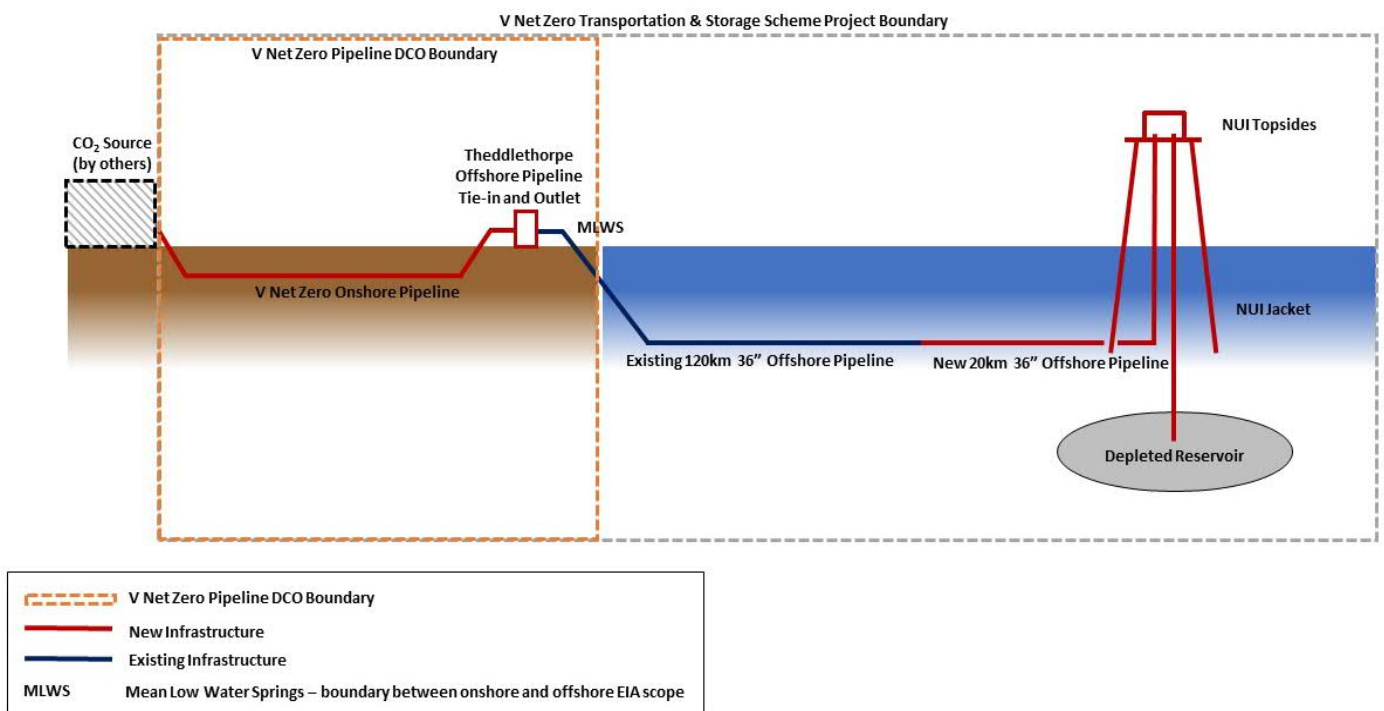 V Net Zero Transportation & Storage Scheme Project Boundary
V Net Zero Pipeline DCO Boundary
CO₂ Source
(by others)
Theddlethorpe
Offshore Pipeline
Tie-in and Outlet
MLWS
NUI Topsides
V Net Zero Onshore Pipeline
NUI Jacket
Existing 120km 36” Offshore Pipeline
New 20km 36” Offshore Pipeline
Depleted Reservoir
V Net Zero Pipeline DCO Boundary
New Infrastructure
Existing Infrastructure
MLWS Mean Low Water Springs – boundary between onshore and offshore EIA scope